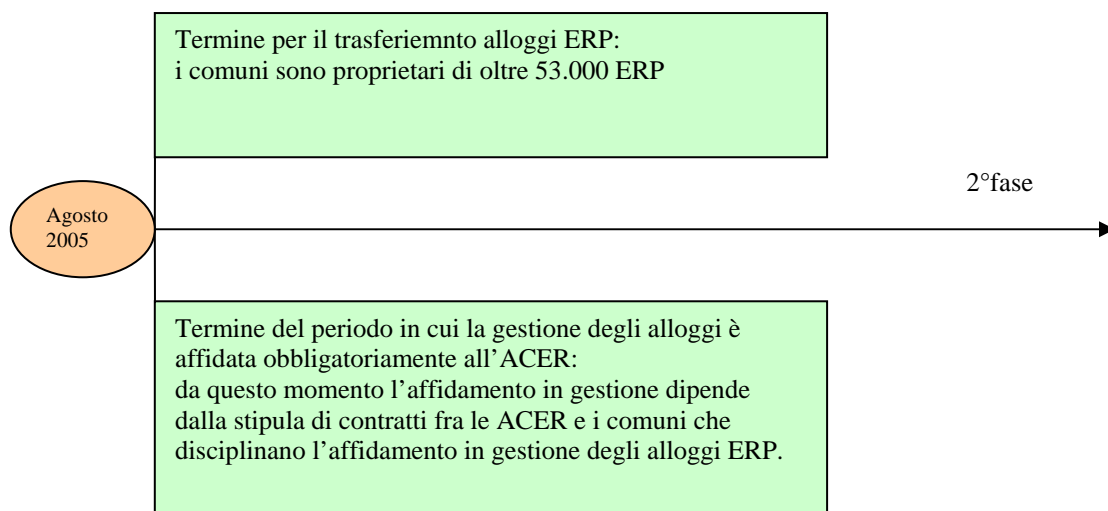 Termine per il trasferiemnto alloggi ERP:
i comuni sono proprietari di oltre 53.000 ERP
2°fase
Agosto
2005
Termine del periodo in cui la gestione degli alloggi è
affidata obbligatoriamente all’ACER:
da questo momento l’affidamento in gestione dipende
dalla stipula di contratti fra le ACER e i comuni che
disciplinano l’affidamento in gestione degli alloggi ERP.